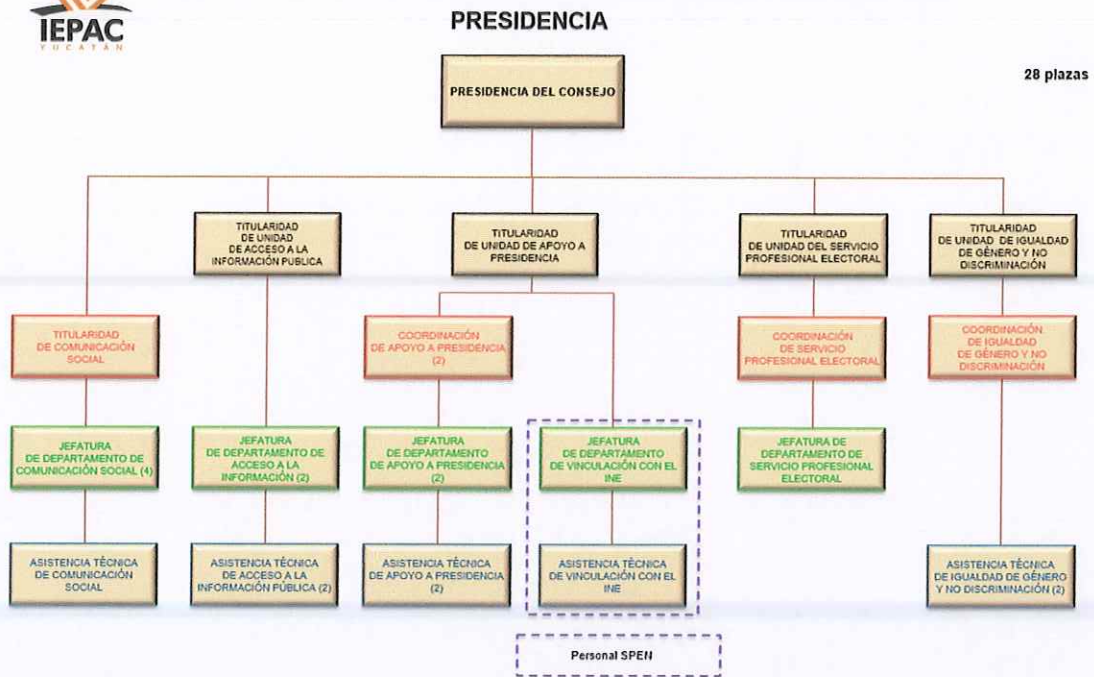 IEPAC
YUCATÁN
PRESIDENCIA
28 plazas
PRESIDENCIA DEL CONSEJO
TITULARIDAD
DE UNIDAD
DE ACCESO A LA
INFORMACIÓN PUBLICA
TITULARIDAD
DE UNIDAD DE APOYO A
PRESIDENCIA
TITULARIDAD
DE UNIDAD DEL SERVICIO
PROFESIONAL ELECTORAL
TITULARIDAD
DE UNIDAD DE IGUALDAD
DE GÉNERO Y NO
DISCRIMINACIÓN
TITULARIDAD
DE COMUNICACIÓN
SOCIAL
COORDINACIÓN
DE APOYO A PRESIDENCIA
(2)
COORDINACIÓN
DE SERVICIO
PROFESIONAL ELECTORAL
COORDINACIÓN
DE IGUALDAD
DE GÉNERO Y NO
DISCRIMINACIÓN
JEFATURA
DE DEPARTAMENTO DE
COMUNICACIÓN SOCIAL (4)
JEFATURA
DE DEPARTAMENTO DE
ACCESO A LA
INFORMACIÓN (2)
JEFATURA
DE DEPARTAMENTO
DE APOYO A PRESIDENCIA
(2)
JEFATURA
DE DEPARTAMENTO
DE VINCULACIÓN CON EL
INE
JEFATURA DE
DEPARTAMENTO DE
SERVICIO PROFESIONAL
ELECTORAL
ASISTENCIA TÉCNICA
DE COMUNICACIÓN
SOCIAL
ASISTENCIA TÉCNICA
DE ACCESO A LA
INFORMACIÓN PÚBLICA (2)
ASISTENCIA TÉCNICA
DE APOYO A PRESIDENCIA
(2)
ASISTENCIA TÉCNICA
DE VINCULACIÓN CON EL
INE
ASISTENCIA TÉCNICA
DE IGUALDAD DE GÉNERO
Y NO DISCRIMINACIÓN (2)
Personal SPEN